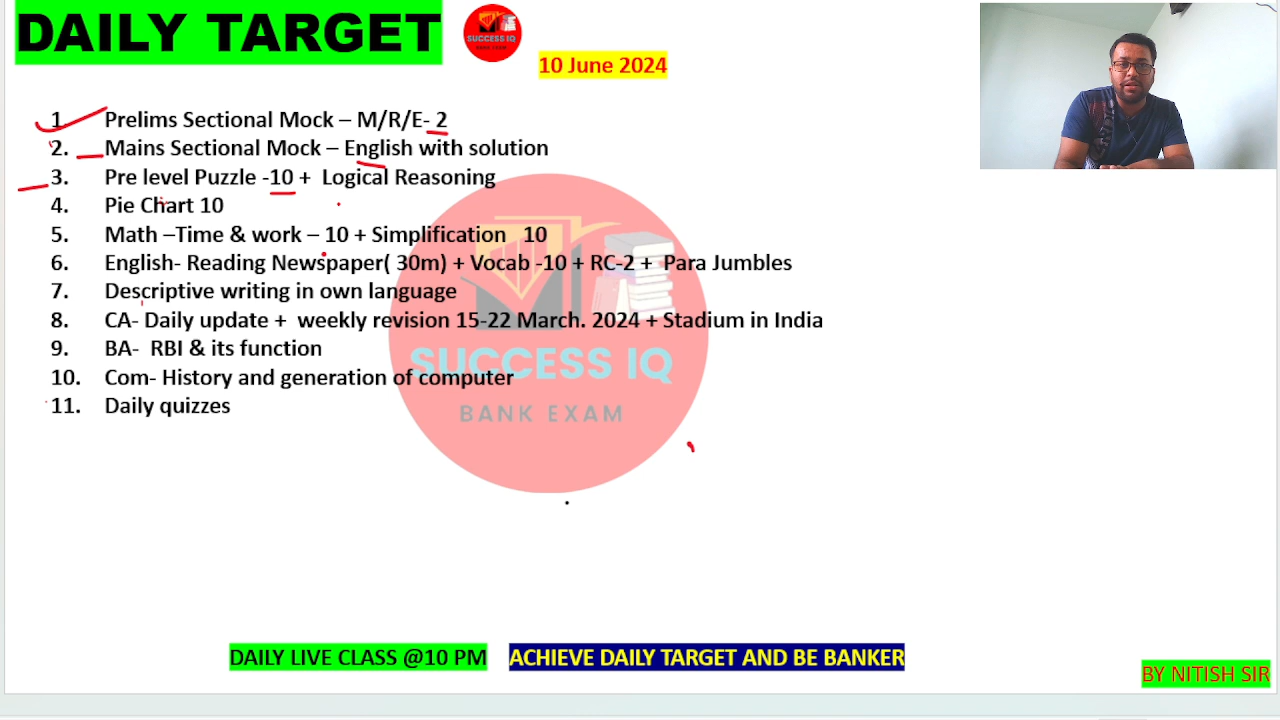 DAILY TARGET
SUCCESS IQ
BANK EXAM
10 June 2024
1. Prelims Sectional Mock – M/R/E- 2
2. Mains Sectional Mock – English with solution
3. Pre level Puzzle -10 + Logical Reasoning
4. Pie Chart 10
5. Math –Time & work – 10 + Simplification 10
6. English- Reading Newspaper( 30m) + Vocab -10 + RC-2 + Para Jumbles
7. Descriptive writing in own language
8. CA- Daily update + weekly revision 15-22 March. 2024 + Stadium in India
9. BA- RBI & its function
10. Com- History and generation of computer
11. Daily quizzes
SUCCESS IQ
BANK EXAM
DAILY LIVE CLASS @10 PM
ACHIEVE DAILY TARGET AND BE BANKER
BY NITISH SIR